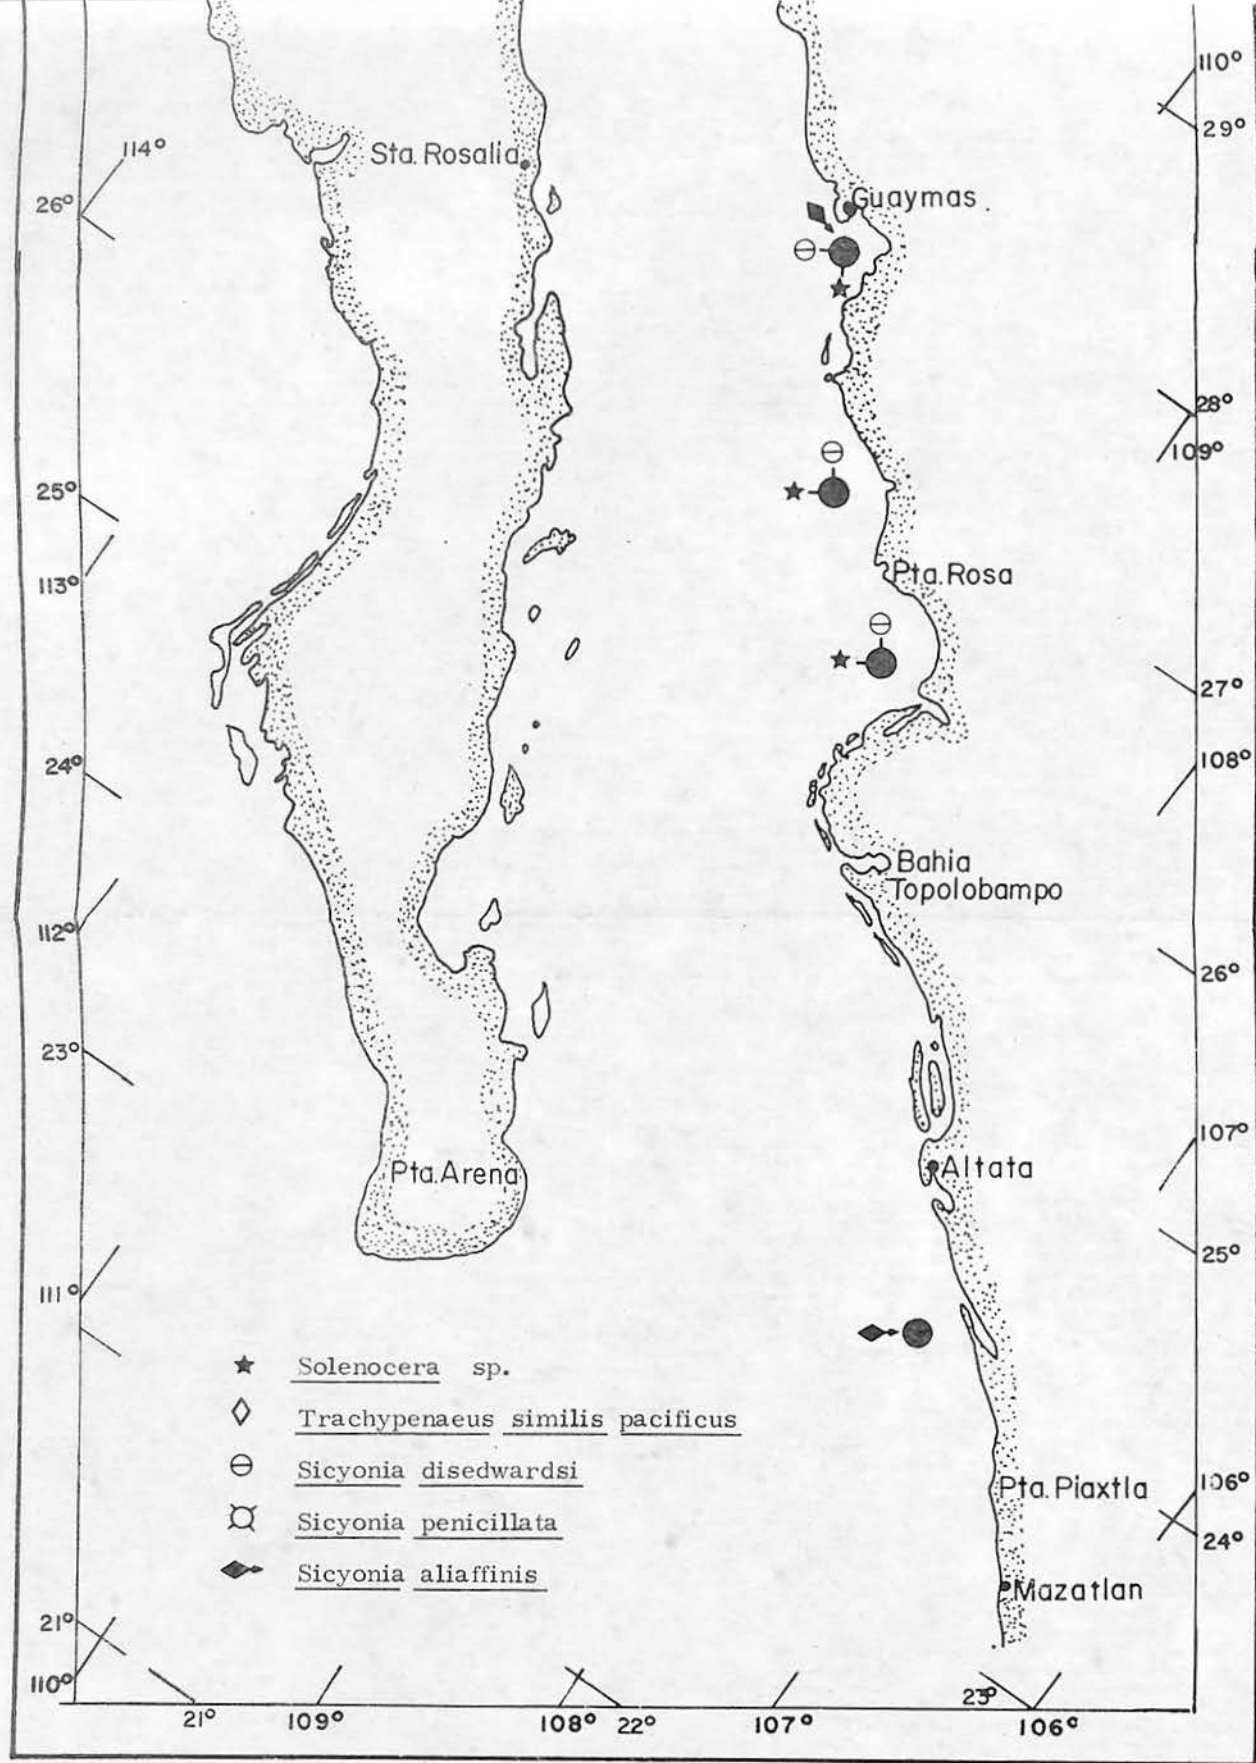 110°
29°
114°
Sta. Rosalia
26°
Guaymas.
28°
109°
25°
113°
Pta. Rosa
27°
24°
108°
Bahia
Topolobampo
112°
26°
23°
107°
Altata
Pta. Arena
25°
111°
Solenocera sp.
Trachypenaeus similis pacificus
Sicyonia disedwardsi
Sicyonia penicillata
Sicyonia aliaffinis
Pta. Piaxtla
106°
24°
Mazatlan
21°
110°
23°
21° 109° 108° 22° 107° 106°